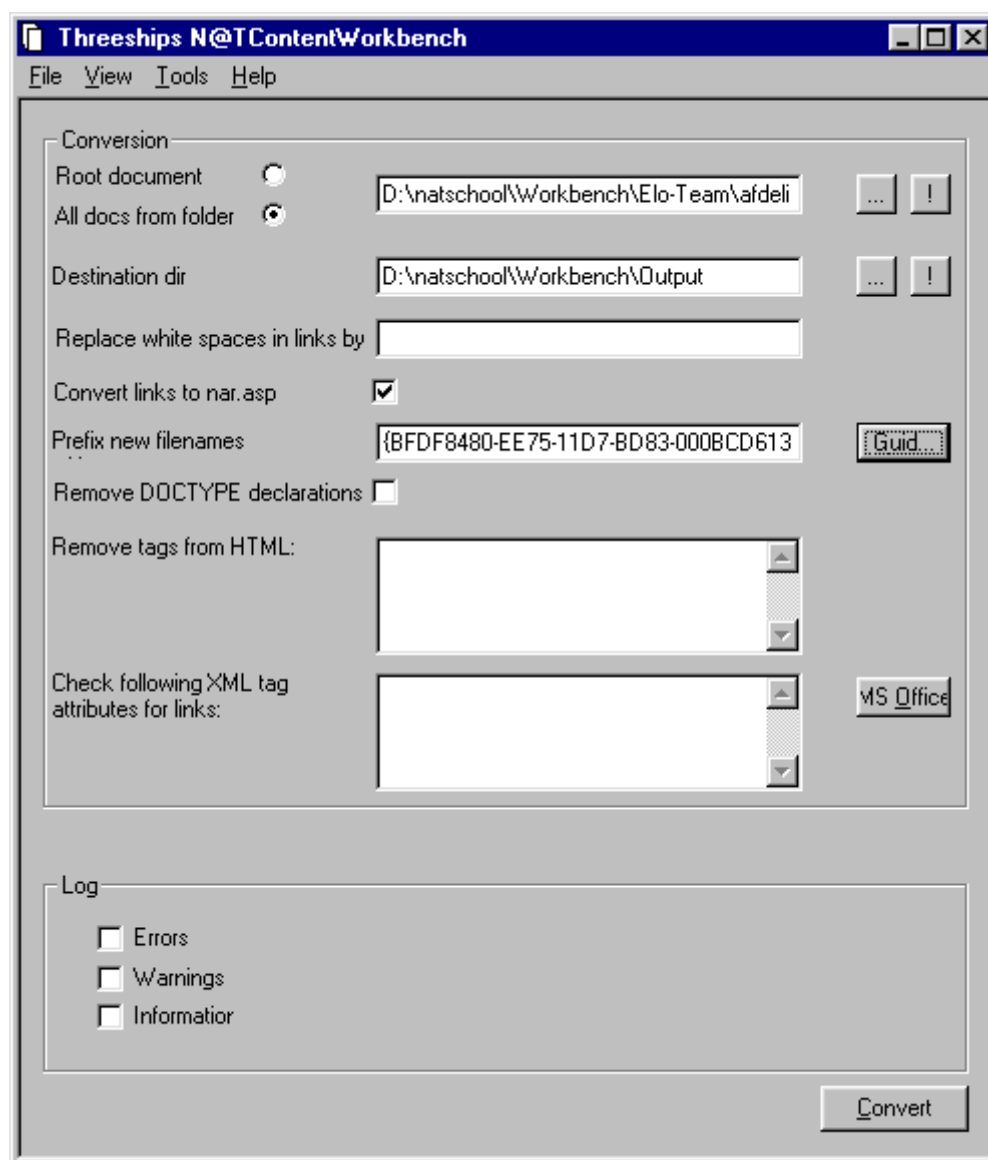 Threeships N@TContentWorkbench
File View Tools Help
Conversion
Root document
All docs from folder
D:\natschool\Workbench\Elo-Team\afdeli
... !
Destination dir
D:\natschool\Workbench\Output
... !
Replace white spaces in links by
Convert links to nar.asp
Prefix new filenames
{BFDF8480-EE75-11D7-BD83-000BCD613
Guid...
Remove DOCTYPE declarations
Remove tags from HTML:
Check following XML tag
attributes for links:
MS Office
Log
Errors
Warnings
Informatior
Convert